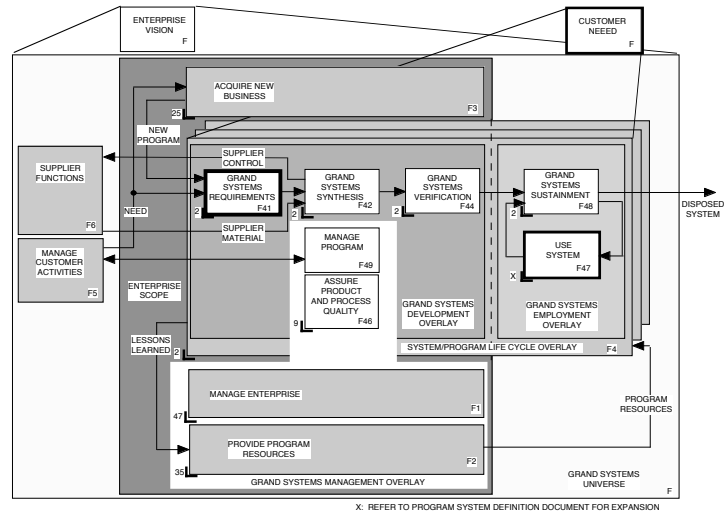 ENTERPRISE
VISION
F
CUSTOMER
NEEED
F
ACQUIRE NEW
BUSINESS
F3
25
NEW
PROGRAM
SUPPLIER
FUNCTIONS
F6
SUPPLIER
CONTROL
GRAND
SYSTEMS
REQUIREMENTS
F41
2
GRAND
SYSTEMS
SYNTHESIS
F42
2
GRAND
SYSTEMS
VERIFICATION
F44
2
GRAND
SYSTEMS
SUSTAINMENT
F48
2
DISPOSED
SYSTEM
NEED
SUPPLIER
MATERIAL
MANAGE
CUSTOMER
ACTIVITIES
F5
MANAGE
PROGRAM
F49
USE
SYSTEM
F47
X
ENTERPRISE
SCOPE
ASSURE
PRODUCT
AND PROCESS
QUALITY
F46
9
GRAND SYSTEMS
DEVELOPMENT
OVERLAY
GRAND SYSTEMS
EMPLOYMENT
OVERLAY
LESSONS
LEARNED
2
SYSTEM/PROGRAM LIFE CYCLE OVERLAY
F4
MANAGE ENTERPRISE
F1
47
PROGRAM
RESOURCES
PROVIDE PROGRAM
RESOURCES
F2
35
GRAND SYSTEMS MANAGEMENT OVERLAY
GRAND SYSTEMS
UNIVERSE
F
X: REFER TO PROGRAM SYSTEM DEFINITION DOCUMENT FOR EXPANSION